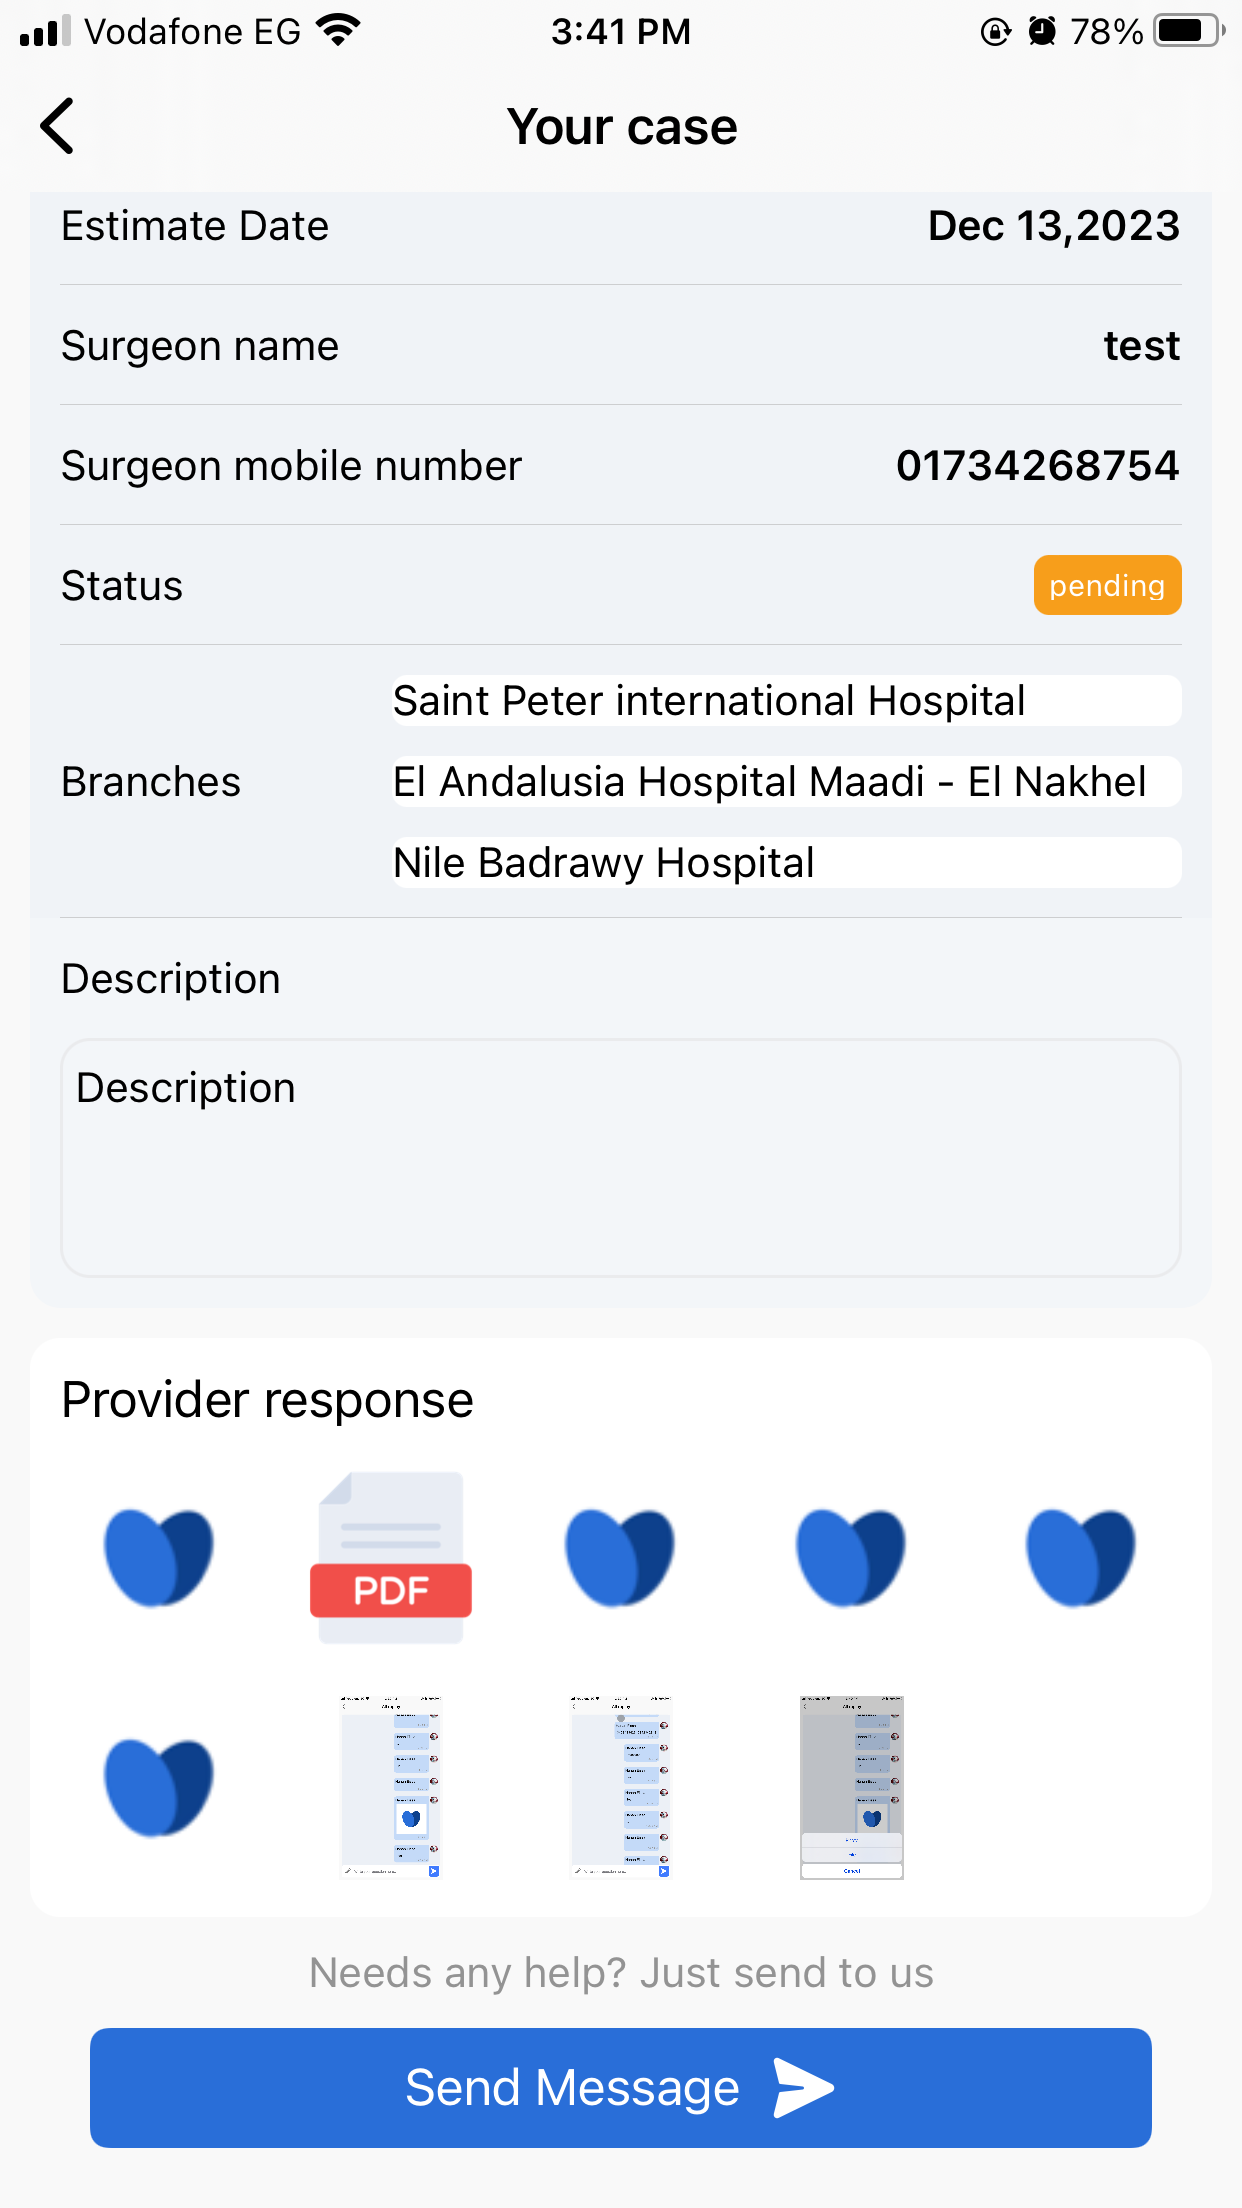 Vodafone EG 3:41 PM 78%
Your case
Estimate Date Dec 13,2023
Surgeon name test
Surgeon mobile number 01734268754
Status pending
Saint Peter international Hospital
Branches El Andalusia Hospital Maadi - El Nakhel
Nile Badrawy Hospital
Description
Description
Provider response
PDF
Cancel
Needs any help? Just send to us
Send Message